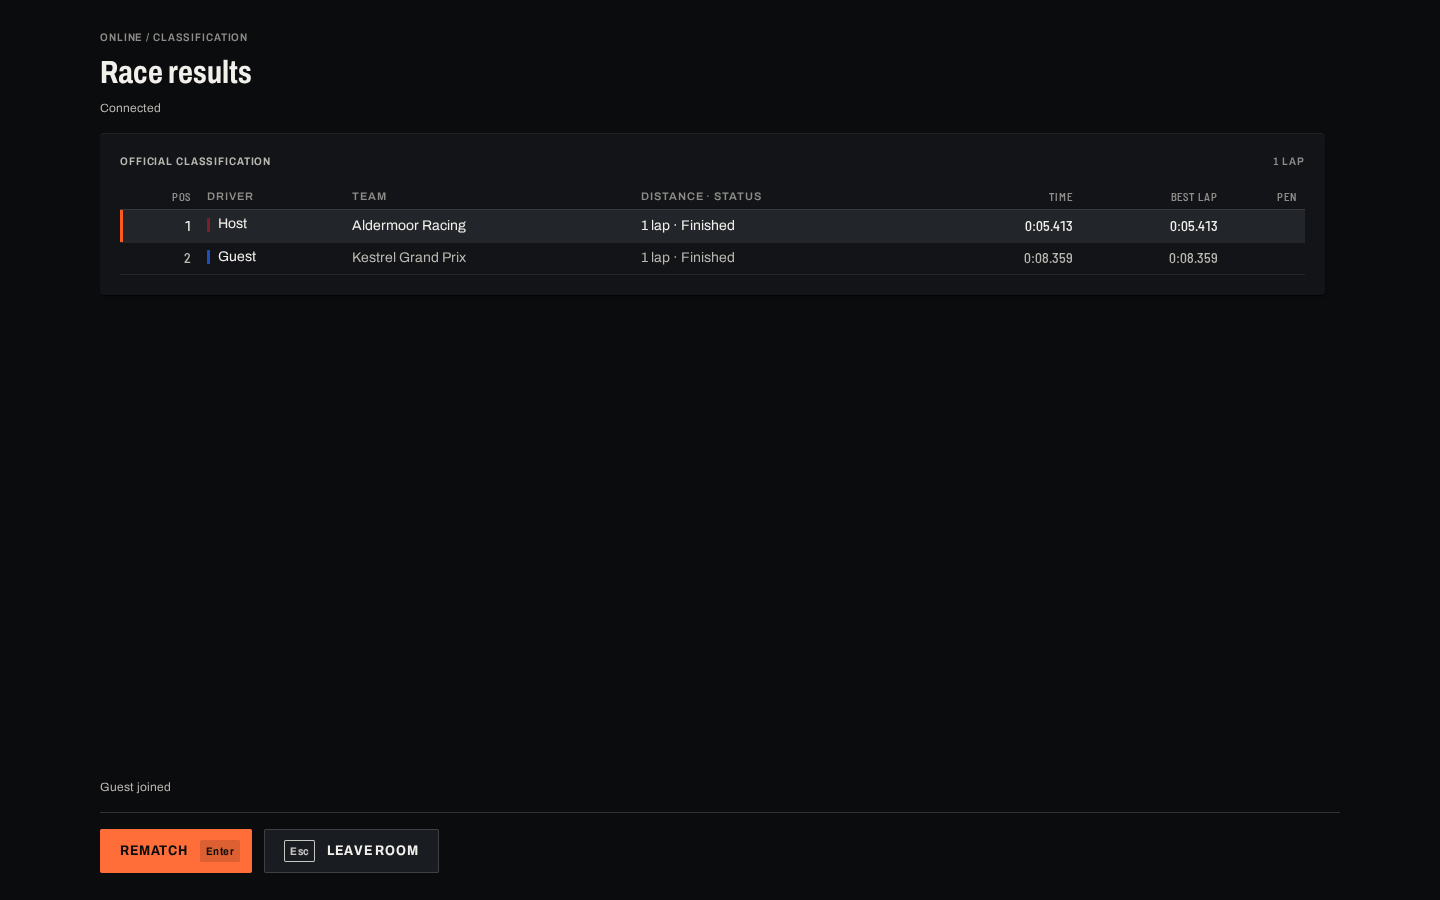 ONLINE / CLASSIFICATION
Race results
Connected
OFFICIAL CLASSIFICATION 1 LAP
POS DRIVER TEAM DISTANCE · STATUS TIME BEST LAP PEN
1 Host Aldermoor Racing 1 lap · Finished 0:05.413 0:05.413
2 Guest Kestrel Grand Prix 1 lap · Finished 0:08.359 0:08.359
Guest joined
REMATCH Enter Esc LEAVE ROOM